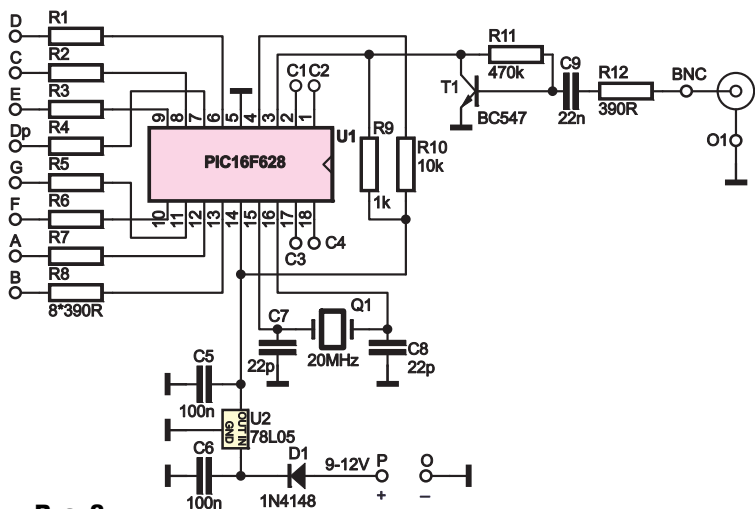 D R1
C R2
E R3
Dp R4
G R5
F R6
A R7
B R8
8*390R
9 8 7 6 5 4 3 2 1
C1 C2
U1
PIC16F628
10 11 12 13 14 15 16 17 18
C3 C4
R9
1k
R10
10k
R11
470k
T1
BC547
C9
22n
R12
390R
BNC
O1
C7
22p
Q1
20MHz
C8
22p
C5
100n
U2
78L05
OUT IN
GND
C6
100n
D1
1N4148
9-12V P O
+ −